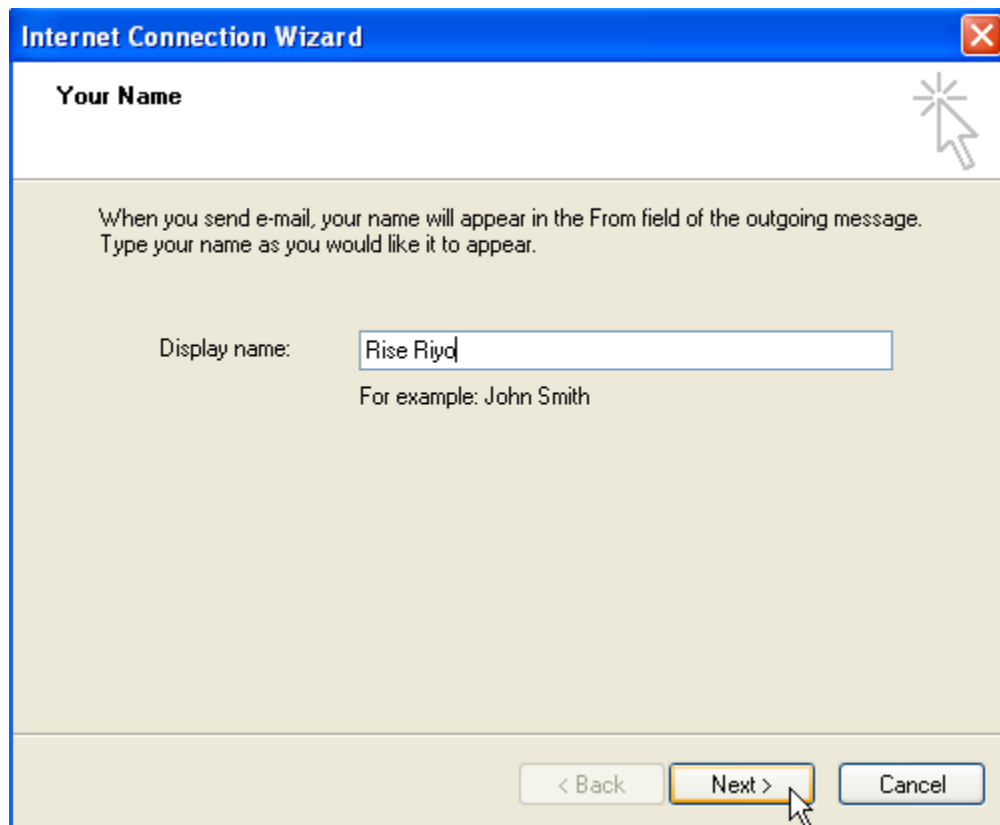 Internet Connection Wizard
Your Name
When you send e-mail, your name will appear in the From field of the outgoing message.
Type your name as you would like it to appear.
Display name: Rise Riyo
For example: John Smith
< Back Next > Cancel